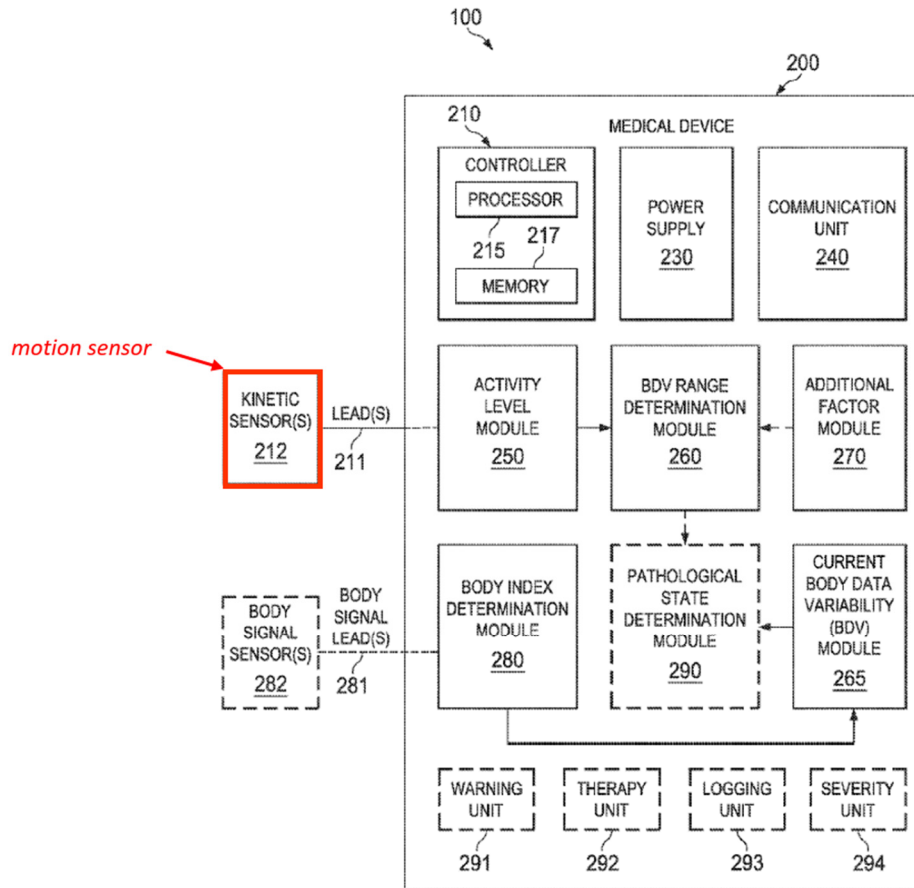 100
200
MEDICAL DEVICE
210
CONTROLLER
PROCESSOR
215
217
MEMORY
POWER
SUPPLY
230
COMMUNICATION
UNIT
240
motion sensor
KINETIC
SENSOR(S)
212
LEAD(S)
211
ACTIVITY
LEVEL
MODULE
250
BDV RANGE
DETERMINATION
MODULE
260
ADDITIONAL
FACTOR
MODULE
270
BODY
SIGNAL
SENSOR(S)
282
BODY
SIGNAL
LEAD(S)
281
BODY INDEX
DETERMINATION
MODULE
280
PATHOLOGICAL
STATE
DETERMINATION
MODULE
290
CURRENT
BODY DATA
VARIABILITY
(BDV)
MODULE
265
WARNING
UNIT
291
THERAPY
UNIT
292
LOGGING
UNIT
293
SEVERITY
UNIT
294